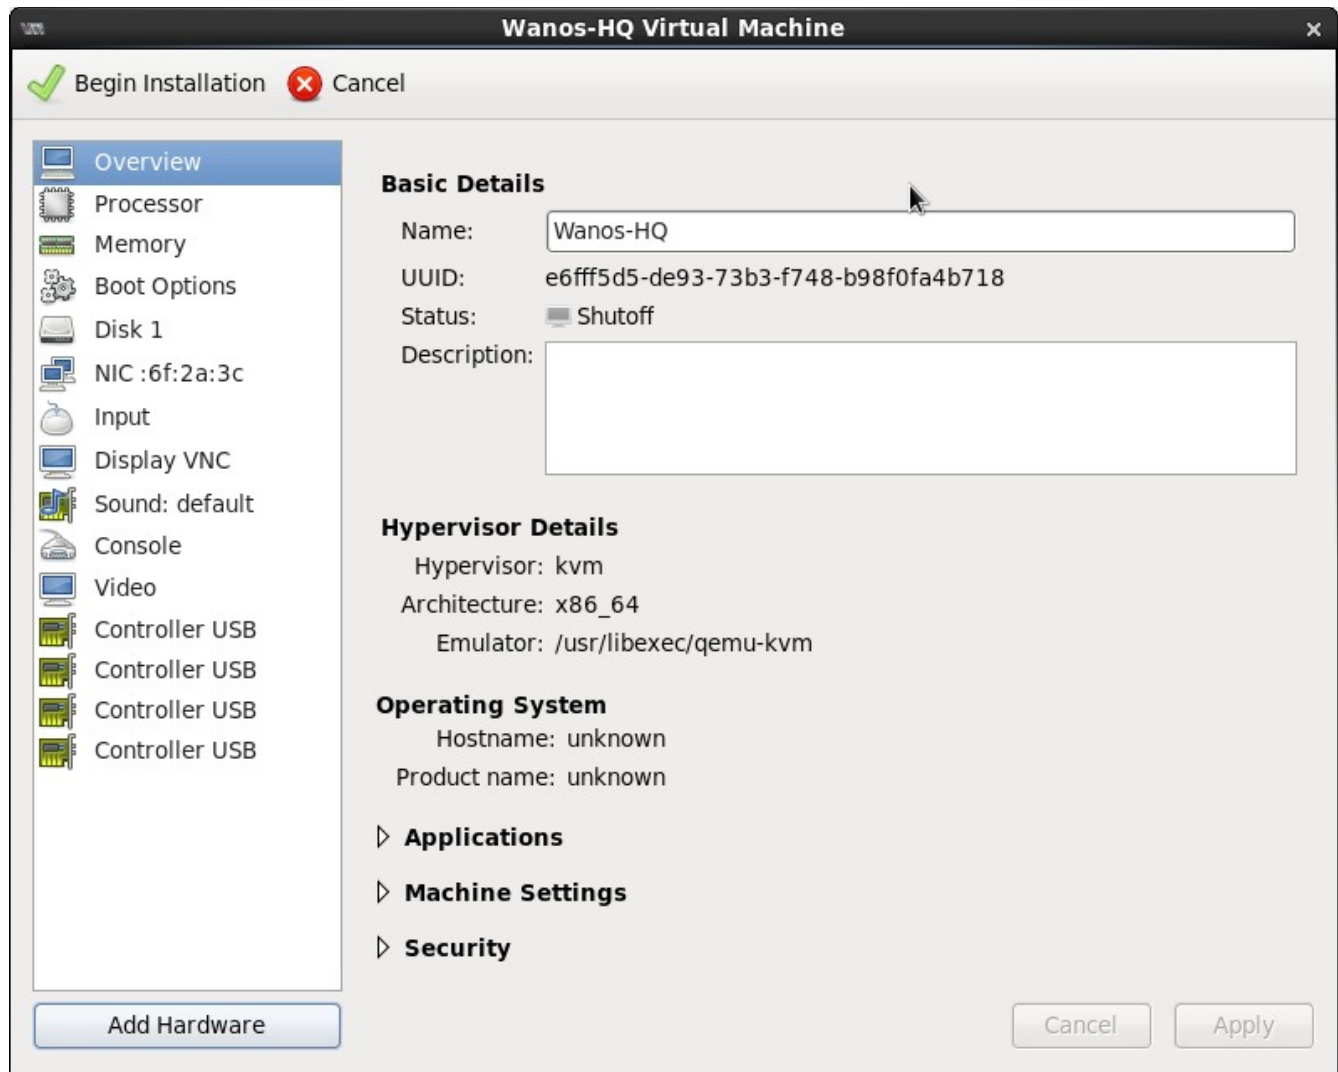 Wanos-HQ Virtual Machine
Begin Installation Cancel
Overview
Processor
Memory
Boot Options
Disk 1
NIC :6f:2a:3c
Input
Display VNC
Sound: default
Console
Video
Controller USB
Controller USB
Controller USB
Controller USB
Add Hardware
Basic Details
Name: Wanos-HQ
UUID: e6fff5d5-de93-73b3-f748-b98f0fa4b718
Status: Shutoff
Description:
Hypervisor Details
Hypervisor: kvm
Architecture: x86_64
Emulator: /usr/libexec/qemu-kvm
Operating System
Hostname: unknown
Product name: unknown
Applications
Machine Settings
Security
Cancel Apply